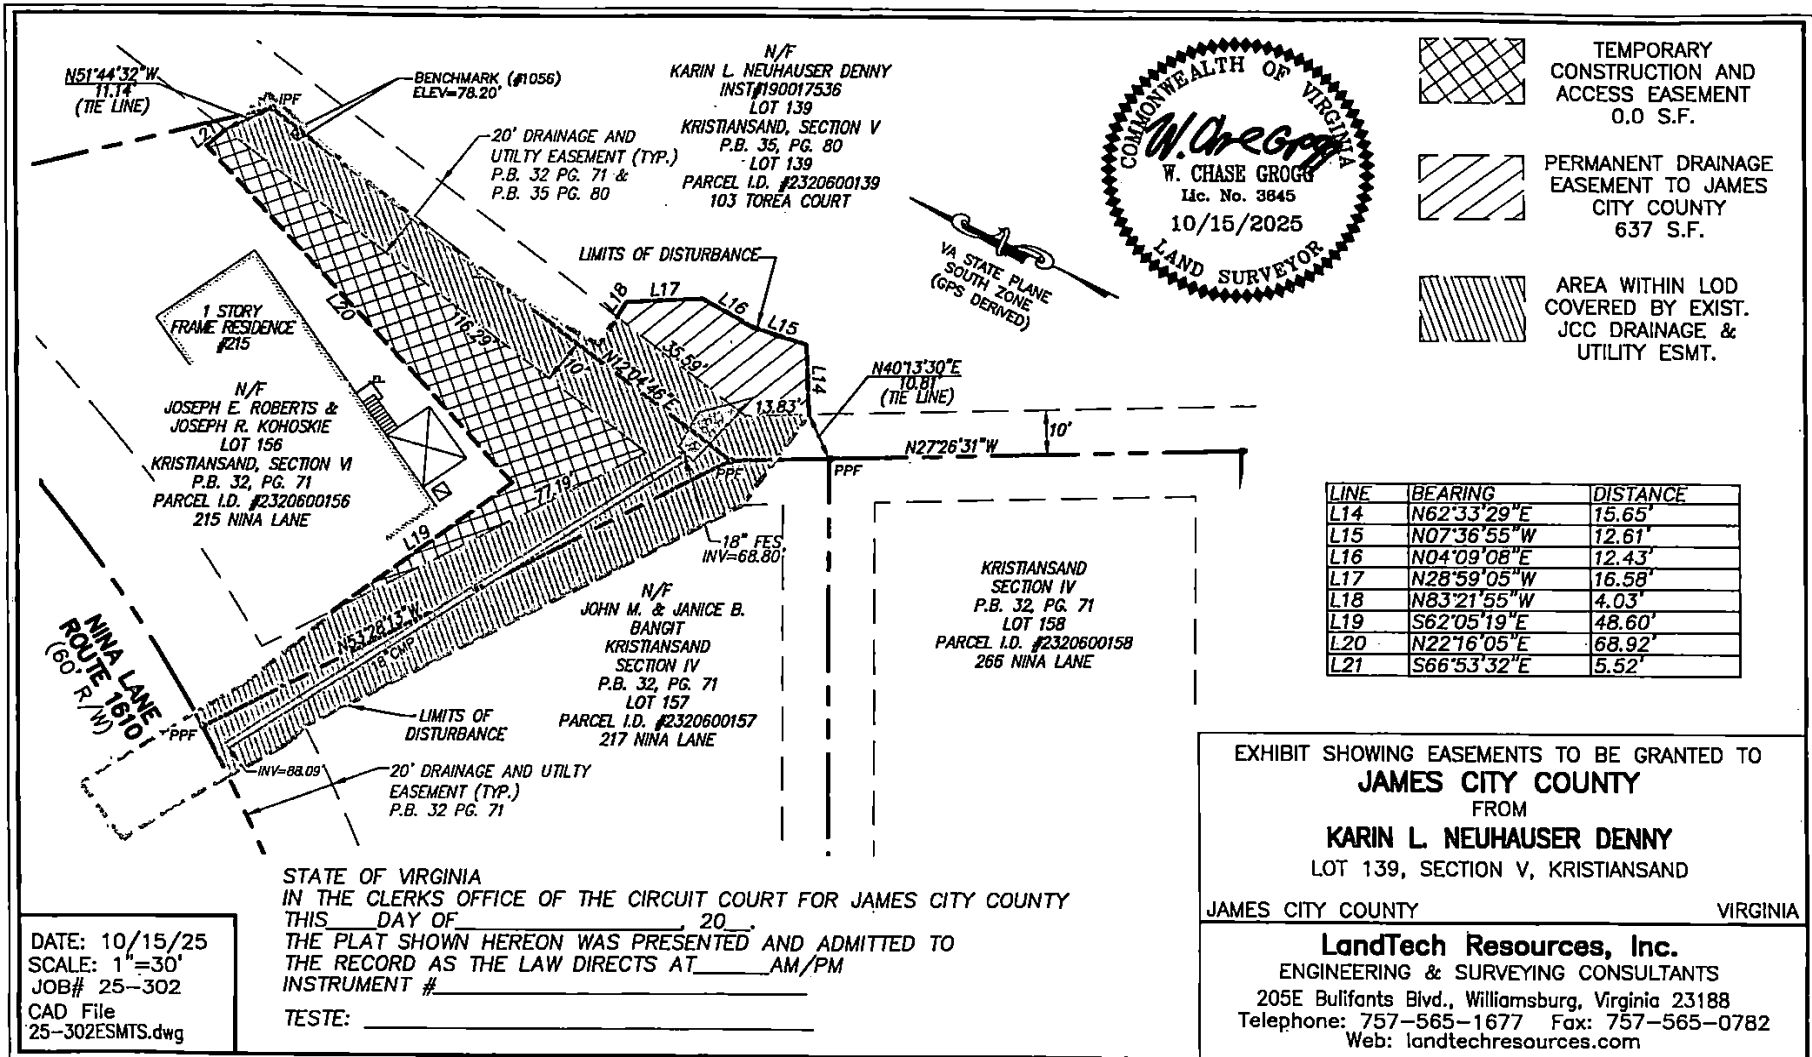 N51°44'32"W
11.14'
(TIE LINE)
IPF
BENCHMARK (#1056)
ELEV=78.20'
N/F
KARIN L. NEUHAUSER DENNY
INST#190017536
LOT 139
KRISTIANSAND, SECTION V
P.B. 35, PG. 80
LOT 139
PARCEL I.D. #2320600139
103 TOREA COURT
20' DRAINAGE AND
UTILTY EASEMENT (TYP.)
P.B. 32 PG. 71 &
P.B. 35 PG. 80
COMMONWEALTH OF VIRGINIA
W. Chase Grogg
W. CHASE GROGG
Lic. No. 3645
10/15/2025
LAND SURVEYOR
TEMPORARY
CONSTRUCTION AND
ACCESS EASEMENT
0.0 S.F.
PERMANENT DRAINAGE
EASEMENT TO JAMES
CITY COUNTY
637 S.F.
AREA WITHIN LOD
COVERED BY EXIST.
JCC DRAINAGE &
UTILITY ESMT.
VA STATE PLANE
SOUTH ZONE
(GPS DERIVED)
LIMITS OF DISTURBANCE
L21
L20
L18
L17
L16
L15
L14
116.29'
10'
N12°04'46"E
35.59'
13.83'
N40°13'30"E
10.81'
(TIE LINE)
10'
N27°26'31"W
PPF
PPF
1 STORY
FRAME RESIDENCE
#215
N/F
JOSEPH E. ROBERTS &
JOSEPH R. KOHOSKIE
LOT 156
KRISTIANSAND, SECTION VI
P.B. 32, PG. 71
PARCEL I.D. #2320600156
215 NINA LANE
77.19'
L19
18" FES
INV=68.80'
N53°28'13"W
18" CMP
N/F
JOHN M. & JANICE B.
BANGIT
KRISTIANSAND
SECTION IV
P.B. 32, PG. 71
LOT 157
PARCEL I.D. #2320600157
217 NINA LANE
KRISTIANSAND
SECTION IV
P.B. 32, PG. 71
LOT 158
PARCEL I.D. #2320600158
266 NINA LANE
NINA LANE
ROUTE 1610
(60' R/W)
PPF
INV=88.09'
LIMITS OF
DISTURBANCE
20' DRAINAGE AND UTILTY
EASEMENT (TYP.)
P.B. 32 PG. 71
LINE BEARING DISTANCE
L14 N62°33'29"E 15.65'
L15 N07°36'55"W 12.61'
L16 N04°09'08"E 12.43'
L17 N28°59'05"W 16.58'
L18 N83°21'55"W 4.03'
L19 S62°05'19"E 48.60'
L20 N22°16'05"E 68.92'
L21 S66°53'32"E 5.52'
STATE OF VIRGINIA
IN THE CLERKS OFFICE OF THE CIRCUIT COURT FOR JAMES CITY COUNTY
THIS____DAY OF__________________, 20__.
THE PLAT SHOWN HEREON WAS PRESENTED AND ADMITTED TO
THE RECORD AS THE LAW DIRECTS AT______AM/PM
INSTRUMENT #______________________________
TESTE: ____________________________________
DATE: 10/15/25
SCALE: 1"=30'
JOB# 25-302
CAD File
25-302ESMTS.dwg
EXHIBIT SHOWING EASEMENTS TO BE GRANTED TO
JAMES CITY COUNTY
FROM
KARIN L. NEUHAUSER DENNY
LOT 139, SECTION V, KRISTIANSAND
JAMES CITY COUNTY VIRGINIA
LandTech Resources, Inc.
ENGINEERING & SURVEYING CONSULTANTS
205E Bulifants Blvd., Williamsburg, Virginia 23188
Telephone: 757-565-1677 Fax: 757-565-0782
Web: landtechresources.com